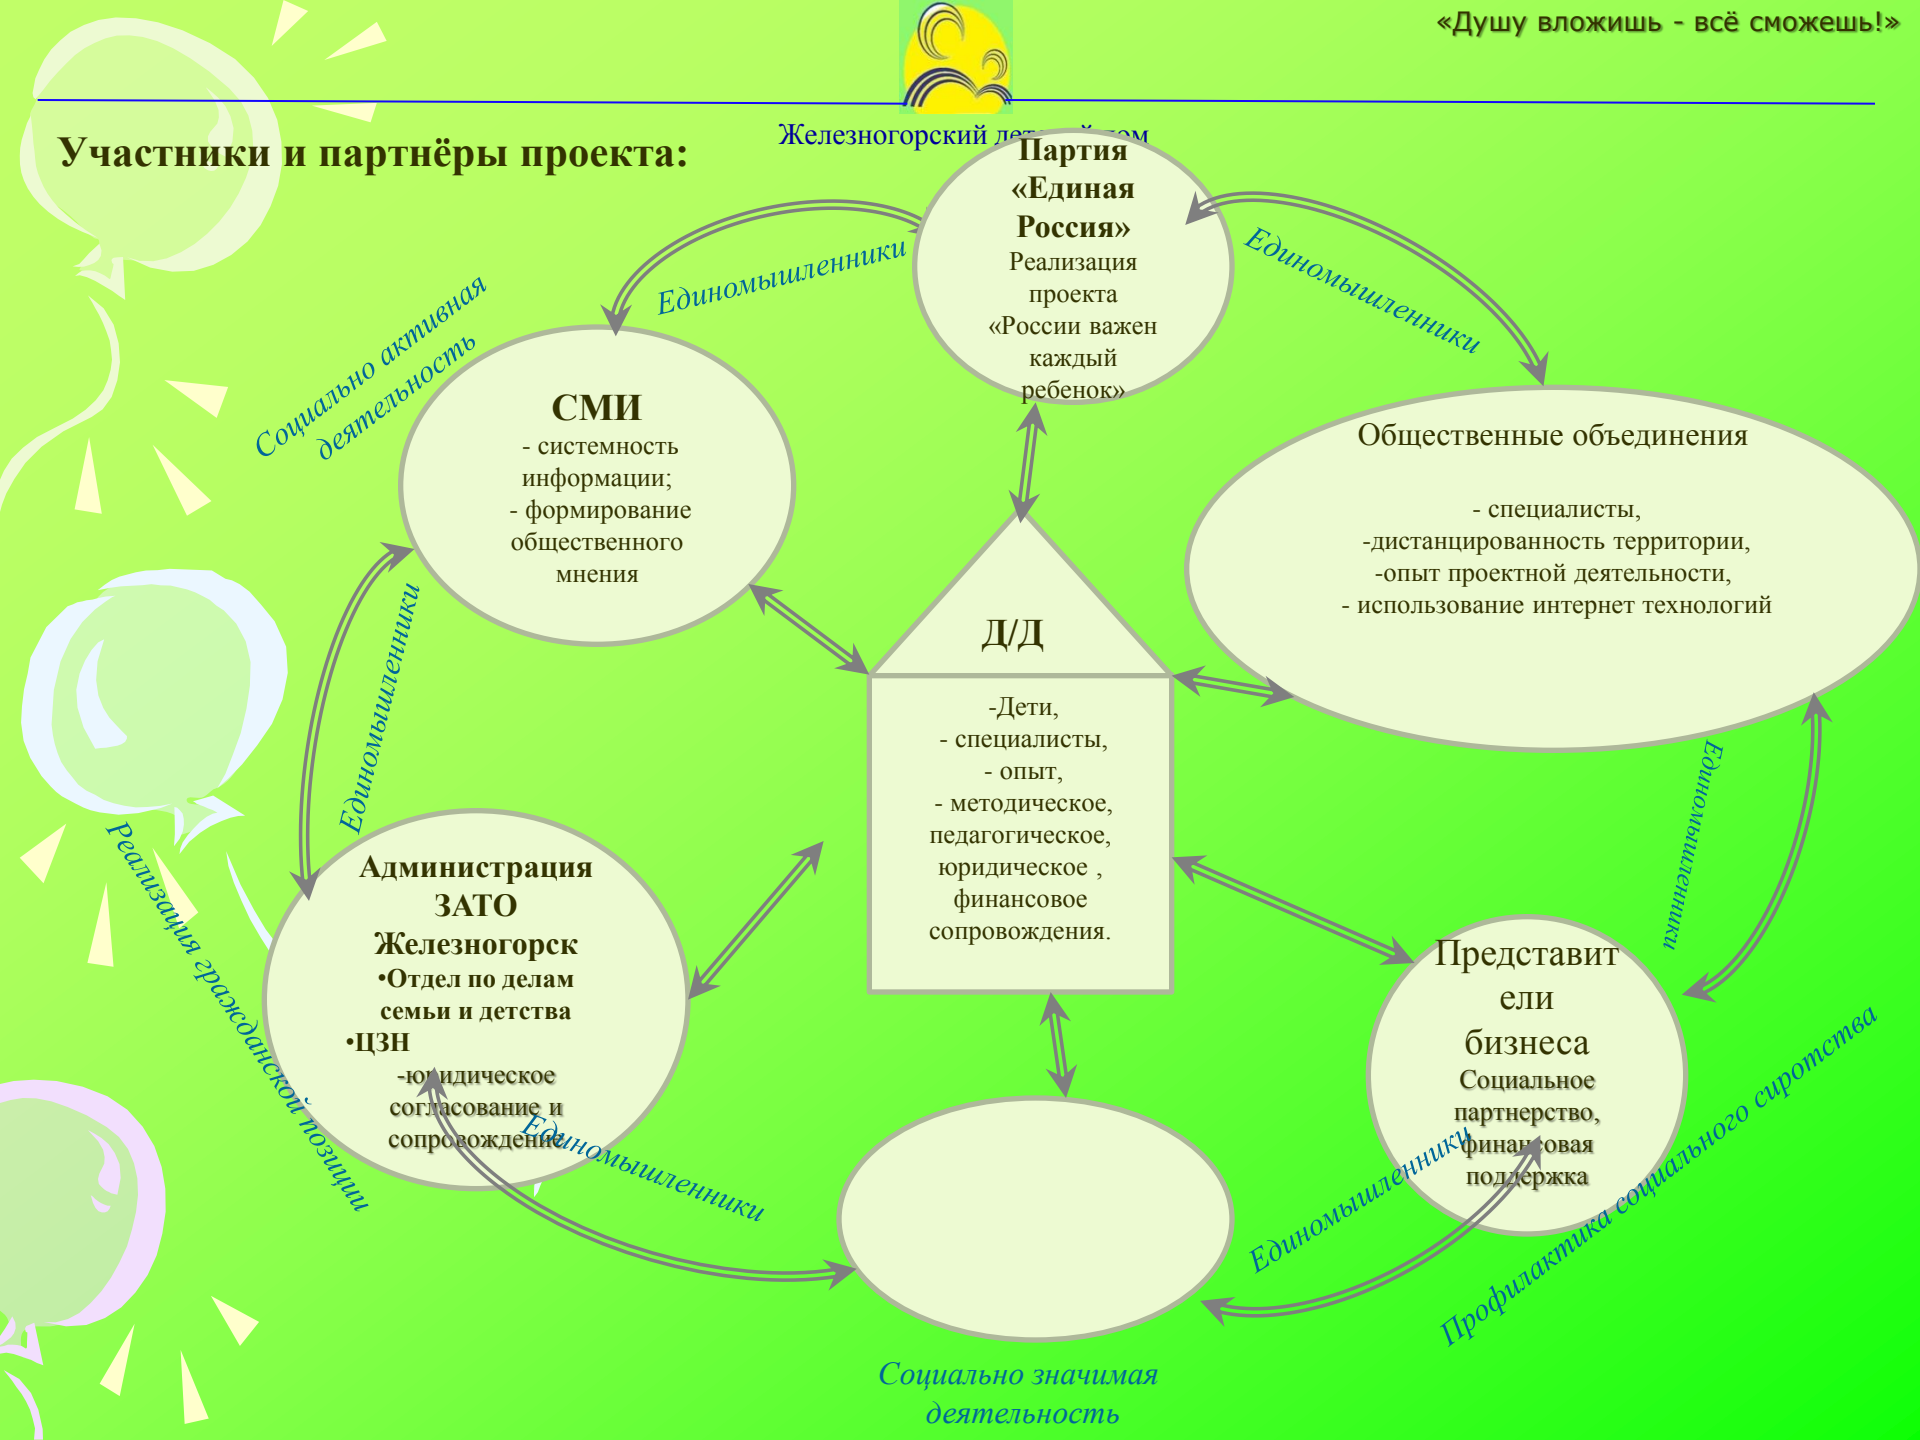 «Душу вложишь - всё сможешь!»
Железногорский
Участники и партнёры проекта:
Партия
«Единая
Россия»
Реализация
проекта
«России важен
каждый
ребенок»
Единомышленники
Единомышленники
Социально активная
деятельность
СМИ
- системность
информации;
- формирование
общественного
мнения
Общественные объединения
- специалисты,
-дистанцированность территории,
-опыт проектной деятельности,
- использование интернет технологий
Д/Д
-Дети,
- специалисты,
- опыт,
- методическое,
педагогическое,
юридическое ,
финансовое
сопровождения.
Единомышленники
Единомышленники
Реализация гражданской позиции
Администрация
ЗАТО
Железногорск
•Отдел по делам
семьи и детства
•ЦЗН
-юридическое
согласование и
сопровождение
Единомышленники
Представит
ели
бизнеса
Социальное
партнерство,
финансовая
поддержка
Единомышленники
Профилактика социального сиротства
Социально значимая
деятельность